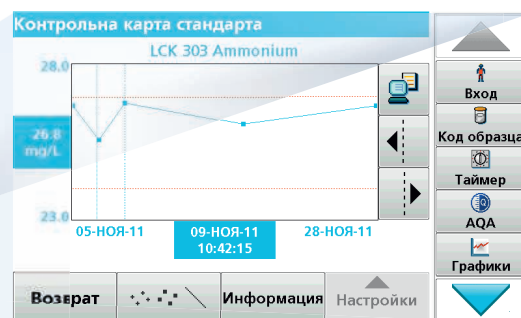 Контрольна карта стандарта
LCK 303 Ammonium
28.0
26.8
mg/L
23.0
05-НОЯ-11
09-НОЯ-11
10:42:15
28-НОЯ-11
Возврат
Информация
Настройки
Вход
Код образца
Таймер
AQA
Графики